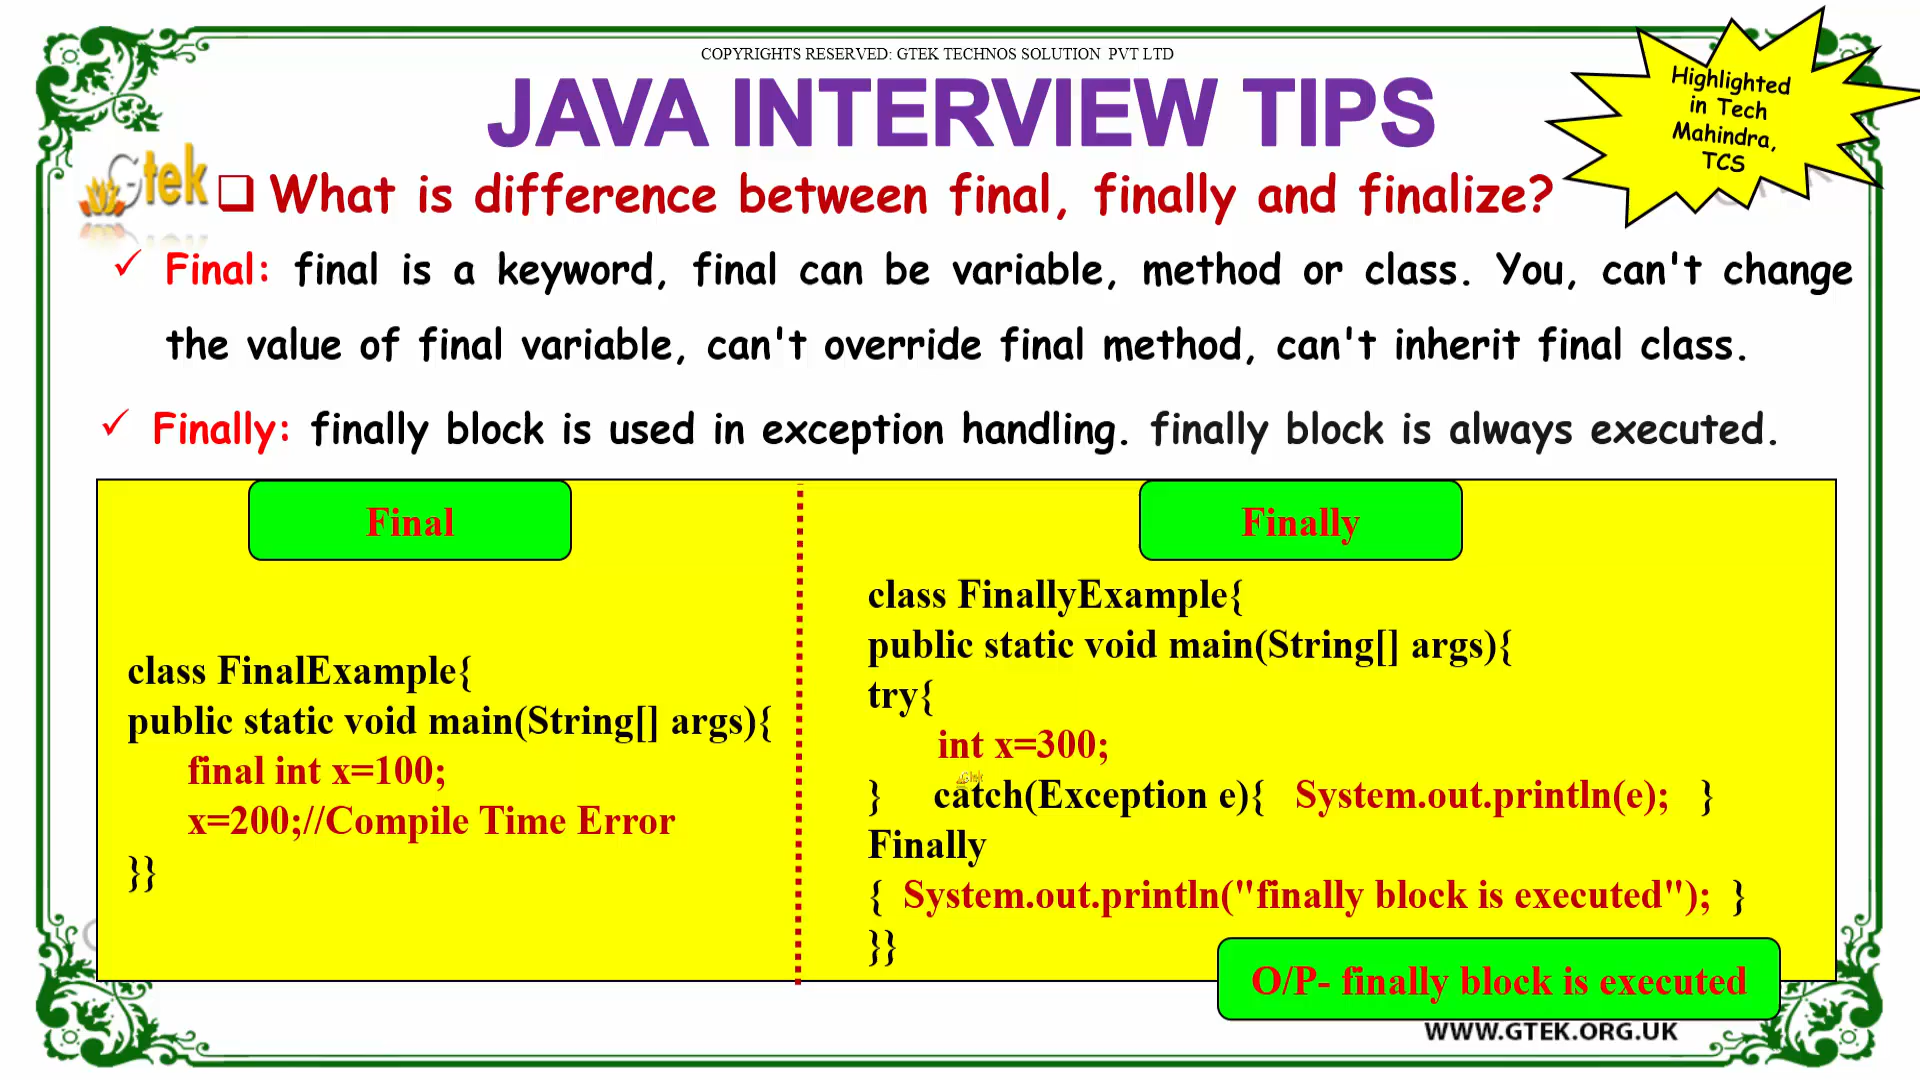 COPYRIGHTS RESERVED: GTEK TECHNOS SOLUTION PVT LTD
JAVA INTERVIEW TIPS
Highlighted
in Tech
Mahindra,
TCS
Gtek
❑ What is difference between final, finally and finalize?
✓ Final: final is a keyword, final can be variable, method or class. You, can't change
the value of final variable, can't override final method, can't inherit final class.
✓ Finally: finally block is used in exception handling. finally block is always executed.
Final
class FinalExample{
public static void main(String[] args){
final int x=100;
x=200;//Compile Time Error
}}
Finally
class FinallyExample{
public static void main(String[] args){
try{
int x=300;
} catch(Exception e){ System.out.println(e); }
Finally
{ System.out.println("finally block is executed"); }
}}
O/P- finally block is executed
WWW.GTEK.ORG.UK